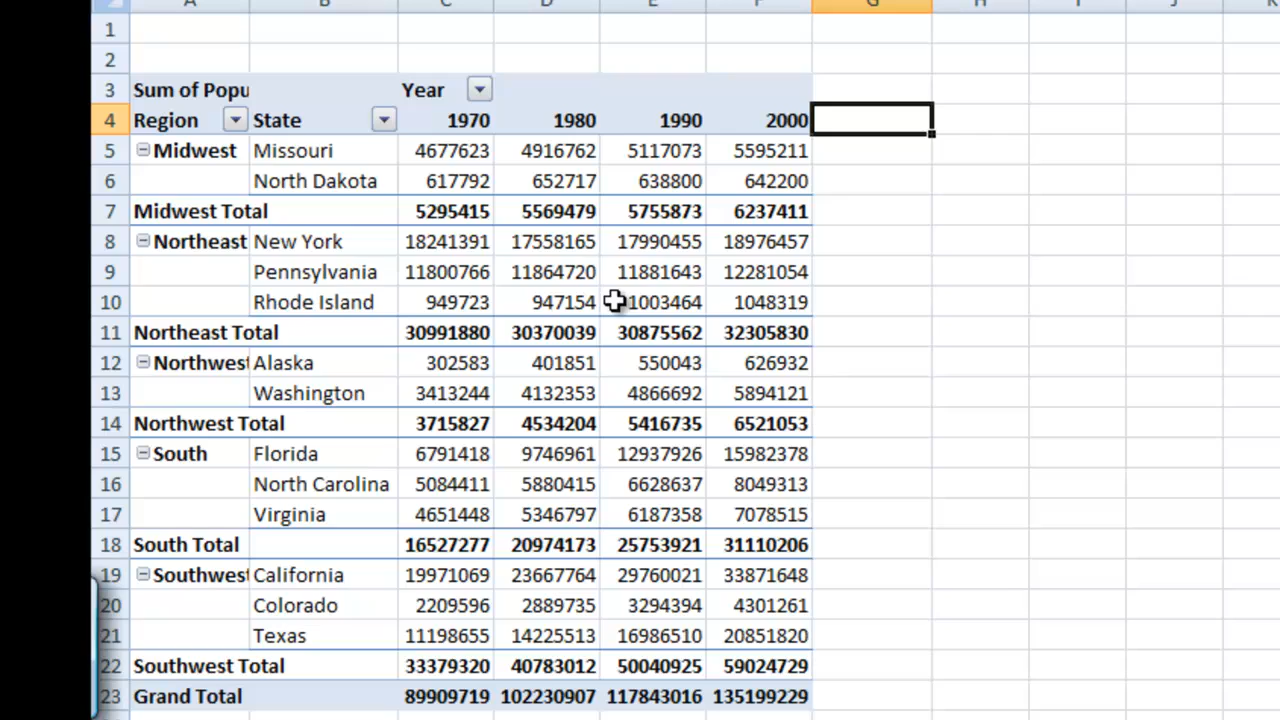 A B C D E F G H I J K
1
2
3 Sum of Popu Year
4 Region State 1970 1980 1990 2000
5 Midwest Missouri 4677623 4916762 5117073 5595211
6 North Dakota 617792 652717 638800 642200
7 Midwest Total 5295415 5569479 5755873 6237411
8 Northeast New York 18241391 17558165 17990455 18976457
9 Pennsylvania 11800766 11864720 11881643 12281054
10 Rhode Island 949723 947154 1003464 1048319
11 Northeast Total 30991880 30370039 30875562 32305830
12 Northwest Alaska 302583 401851 550043 626932
13 Washington 3413244 4132353 4866692 5894121
14 Northwest Total 3715827 4534204 5416735 6521053
15 South Florida 6791418 9746961 12937926 15982378
16 North Carolina 5084411 5880415 6628637 8049313
17 Virginia 4651448 5346797 6187358 7078515
18 South Total 16527277 20974173 25753921 31110206
19 Southwest California 19971069 23667764 29760021 33871648
20 Colorado 2209596 2889735 3294394 4301261
21 Texas 11198655 14225513 16986510 20851820
22 Southwest Total 33379320 40783012 50040925 59024729
23 Grand Total 89909719 102230907 117843016 135199229